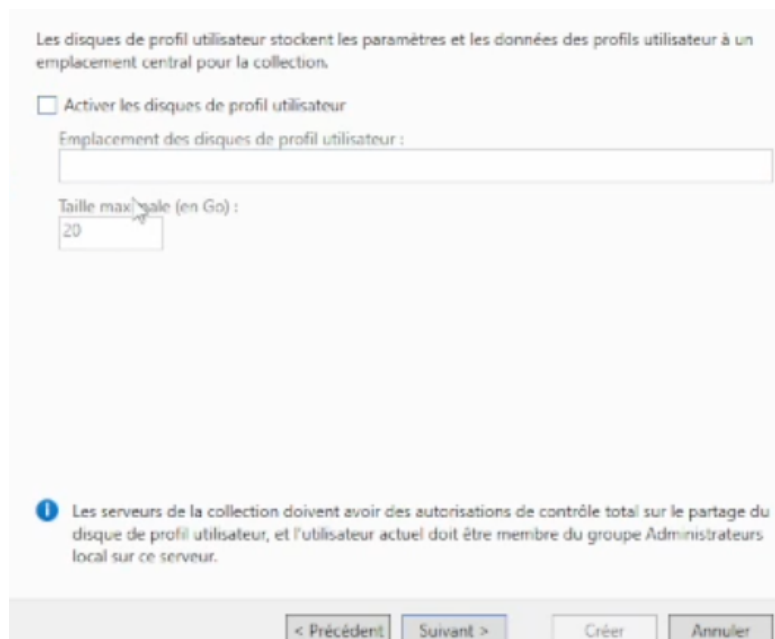 Les disques de profil utilisateur stockent les paramètres et les données des profils utilisateur à un
emplacement central pour la collection.
Activer les disques de profil utilisateur
Emplacement des disques de profil utilisateur :
Taille maximale (en Go) :
20
Les serveurs de la collection doivent avoir des autorisations de contrôle total sur le partage du
disque de profil utilisateur, et l'utilisateur actuel doit être membre du groupe Administrateurs
local sur ce serveur.
< Précédent Suivant > Créer Annuler